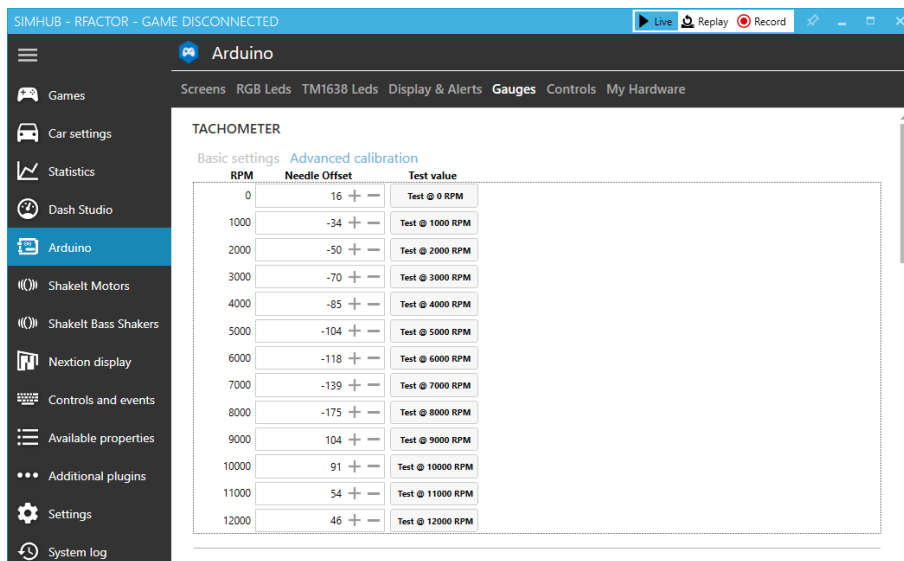 SIMHUB - RFACTOR - GAME DISCONNECTED
Live Replay Record
Arduino
Games
Car settings
Statistics
Dash Studio
Arduino
ShakeIt Motors
ShakeIt Bass Shakers
Nextion display
Controls and events
Available properties
Additional plugins
Settings
System log
Screens RGB Leds TM1638 Leds Display & Alerts Gauges Controls My Hardware
TACHOMETER
Basic settings Advanced calibration
RPM Needle Offset Test value
0 16 Test @ 0 RPM
1000 -34 Test @ 1000 RPM
2000 -50 Test @ 2000 RPM
3000 -70 Test @ 3000 RPM
4000 -85 Test @ 4000 RPM
5000 -104 Test @ 5000 RPM
6000 -118 Test @ 6000 RPM
7000 -139 Test @ 7000 RPM
8000 -175 Test @ 8000 RPM
9000 104 Test @ 9000 RPM
10000 91 Test @ 10000 RPM
11000 54 Test @ 11000 RPM
12000 46 Test @ 12000 RPM